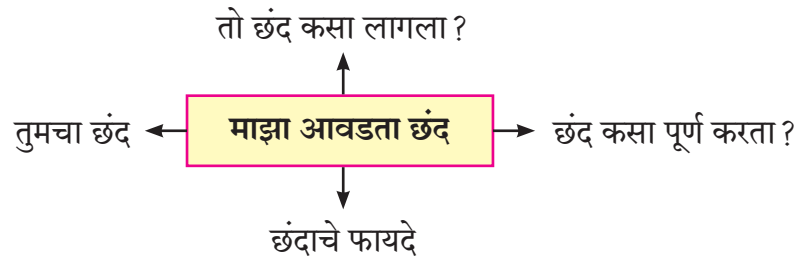 तो छंद कसा लागला?
तुमचा छंद
माझा आवडता छंद
छंद कसा पूर्ण करता?
छंदाचे फायदे